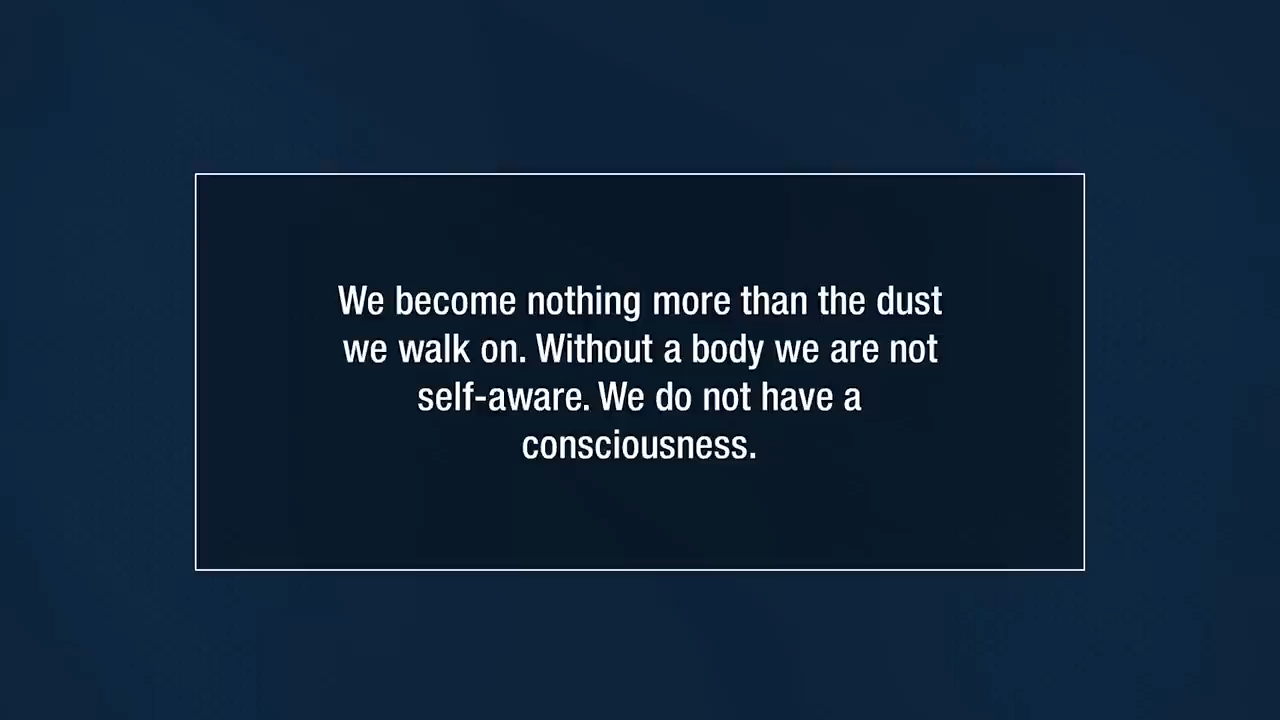 We become nothing more than the dust
we walk on. Without a body we are not
self-aware. We do not have a
consciousness.